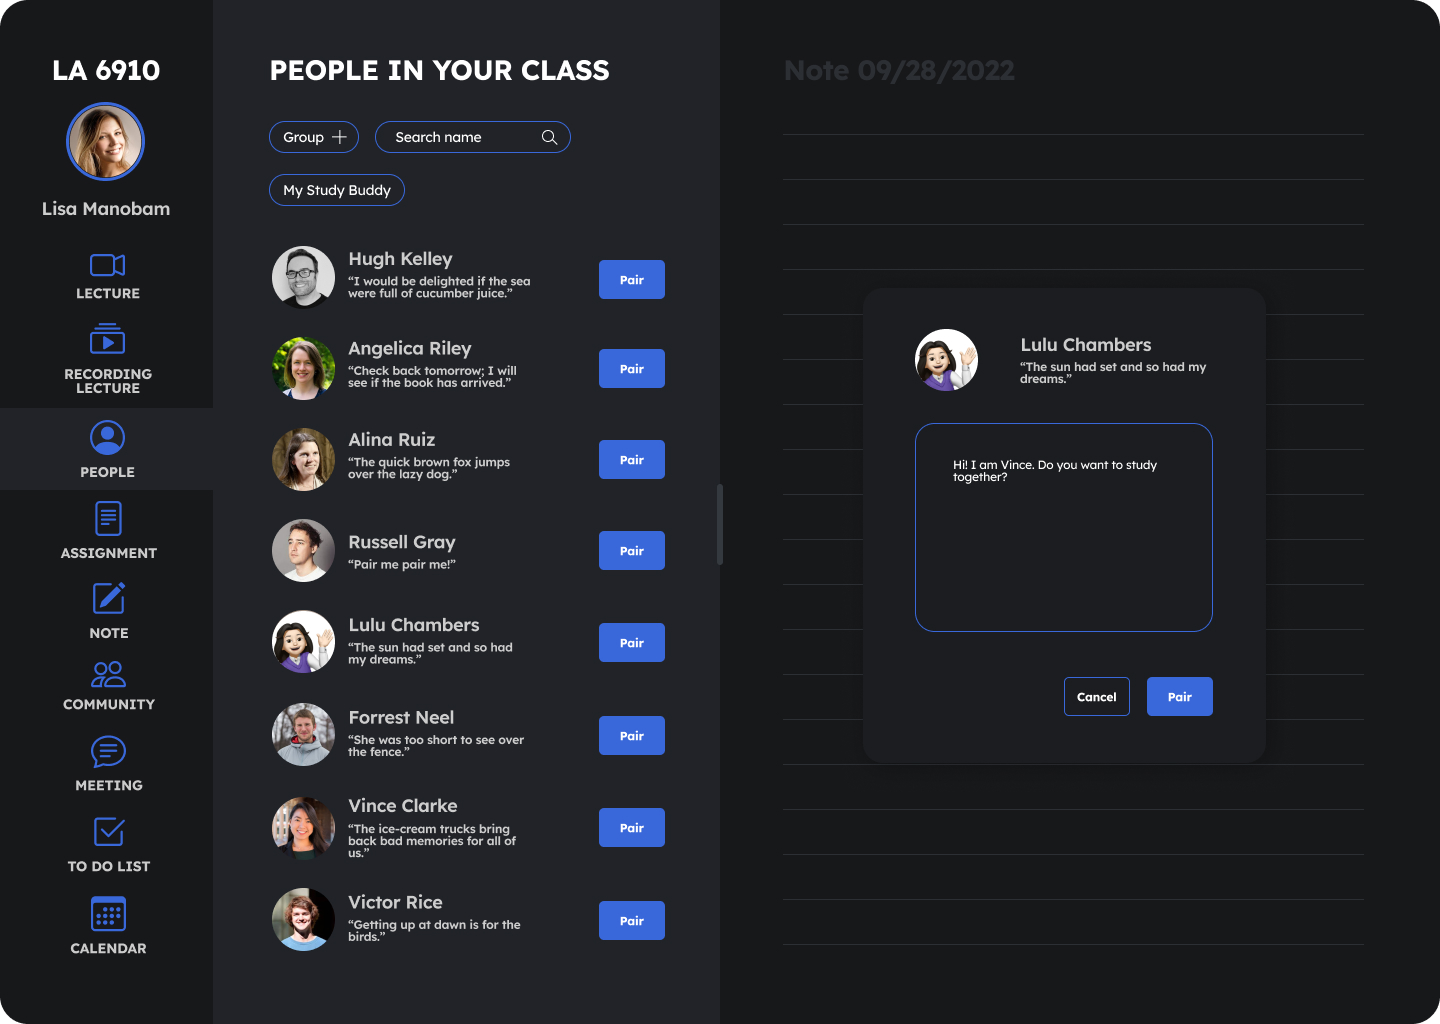 LA 6910
Lisa Manobam
LECTURE
RECORDING
LECTURE
PEOPLE
ASSIGNMENT
NOTE
COMMUNITY
MEETING
TO DO LIST
CALENDAR
PEOPLE IN YOUR CLASS
Group
Search name
My Study Buddy
Hugh Kelley
“I would be delighted if the sea
were full of cucumber juice.”
Pair
Angelica Riley
“Check back tomorrow; I will
see if the book has arrived.”
Pair
Alina Ruiz
“The quick brown fox jumps
over the lazy dog.”
Pair
Russell Gray
“Pair me pair me!”
Pair
Lulu Chambers
“The sun had set and so had
my dreams.”
Pair
Forrest Neel
“She was too short to see over
the fence.”
Pair
Vince Clarke
“The ice-cream trucks bring
back bad memories for all of
us.”
Pair
Victor Rice
“Getting up at dawn is for the
birds.”
Pair
Note 09/28/2022
Lulu Chambers
“The sun had set and so had my
dreams.”
Hi! I am Vince. Do you want to study
together?
Cancel
Pair